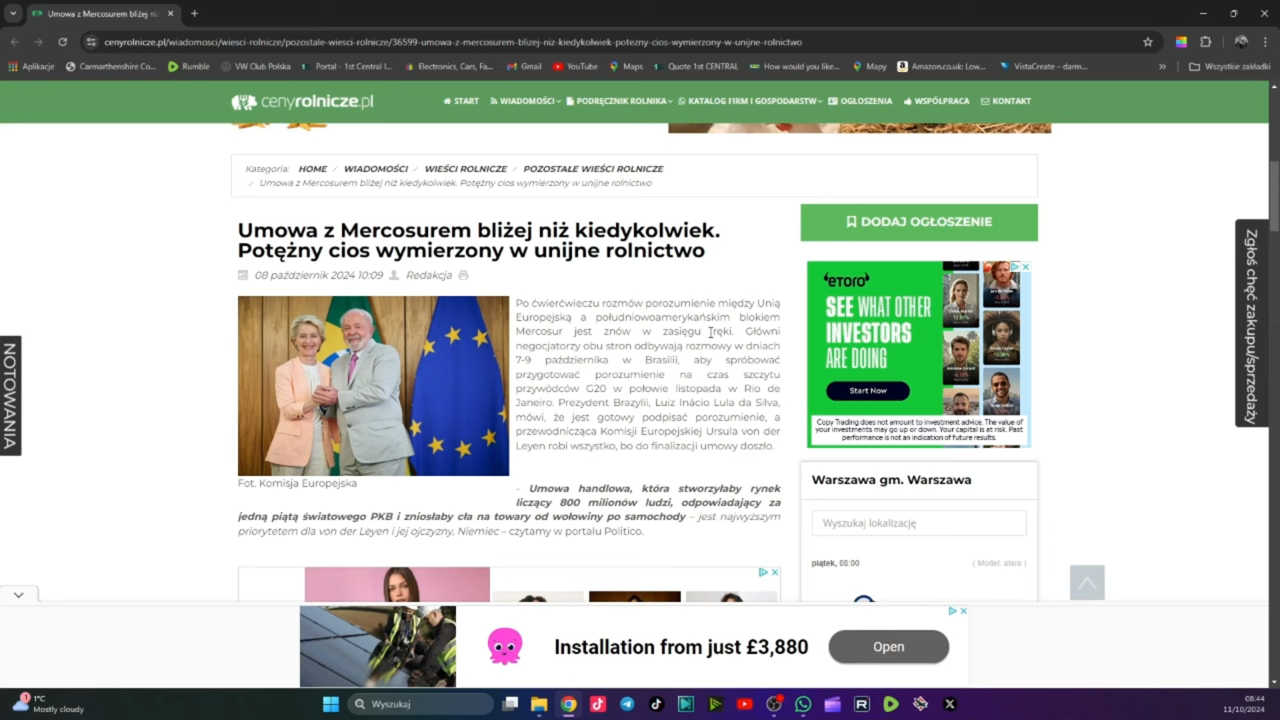 Umowa z Mercosurem bliżej ni
cenyrolnicze.pl/wiadomosci/wiesci-rolnicze/pozostale-wiesci-rolnicze/36599-umowa-z-mercosurem-blizej-niz-kiedykolwiek-potezny-cios-wymierzony-w-unijne-rolnictwo
Aplikacje Carmarthenshire Co... Rumble VW Club Polska Portal - 1st Central I... Electronics, Cars, Fa... Gmail YouTube Maps Quote 1st CENTRAL How would you like... Mapy Amazon.co.uk: Low... VistaCreate – darm... Wszystkie zakładki
cenyrolnicze.pl START WIADOMOŚCI PODRĘCZNIK ROLNIKA KATALOG FIRM I GOSPODARSTW OGŁOSZENIA WSPÓŁPRACA KONTAKT
Kategoria: HOME / WIADOMOŚCI / WIEŚCI ROLNICZE / POZOSTAŁE WIEŚCI ROLNICZE
/ Umowa z Mercosurem bliżej niż kiedykolwiek. Potężny cios wymierzony w unijne rolnictwo
Umowa z Mercosurem bliżej niż kiedykolwiek.
Potężny cios wymierzony w unijne rolnictwo
08 październik 2024 10:09 Redakcja
Po ćwierćwieczu rozmów porozumienie między Unią
Europejską a południowoamerykańskim blokiem
Mercosur jest znów w zasięgu ręki. Główni
negocjatorzy obu stron odbywają rozmowy w dniach
7-9 października w Brazilii, aby spróbować
przygotować porozumienie na czas szczytu
przywódców G20 w połowie listopada w Rio de
Janeiro. Prezydent Brazylii, Luiz Inácio Lula da Silva,
mówi, że jest gotowy podpisać porozumienie, a
przewodnicząca Komisji Europejskiej Ursula von der
Leyen robi wszystko, bo do finalizacji umowy doszło.
Fot. Komisja Europejska
- Umowa handlowa, która stworzyłaby rynek
liczący 800 milionów ludzi, odpowiadający za
jedną piątą światowego PKB i zniosłaby cła na towary od wołowiny po samochody – jest najwyższym
priorytetem dla von der Leyen i jej ojczyzny, Niemiec – czytamy w portalu Politico.
DODAJ OGŁOSZENIE
eToro
SEE WHAT OTHER
INVESTORS
ARE DOING
Start Now
Copy Trading does not amount to investment advice. The value of
your investments may go up or down. Your capital is at risk. Past
performance is not an indication of future results.
Warszawa gm. Warszawa
Wyszukaj lokalizację
piątek, 08:00 ( Model: alaro )
NOTOWANIA
Zgłoś chęć zakupu/sprzedaży
Installation from just £3,880
Open
1
1°C
Mostly cloudy
Wyszukaj
08:44
11/10/2024